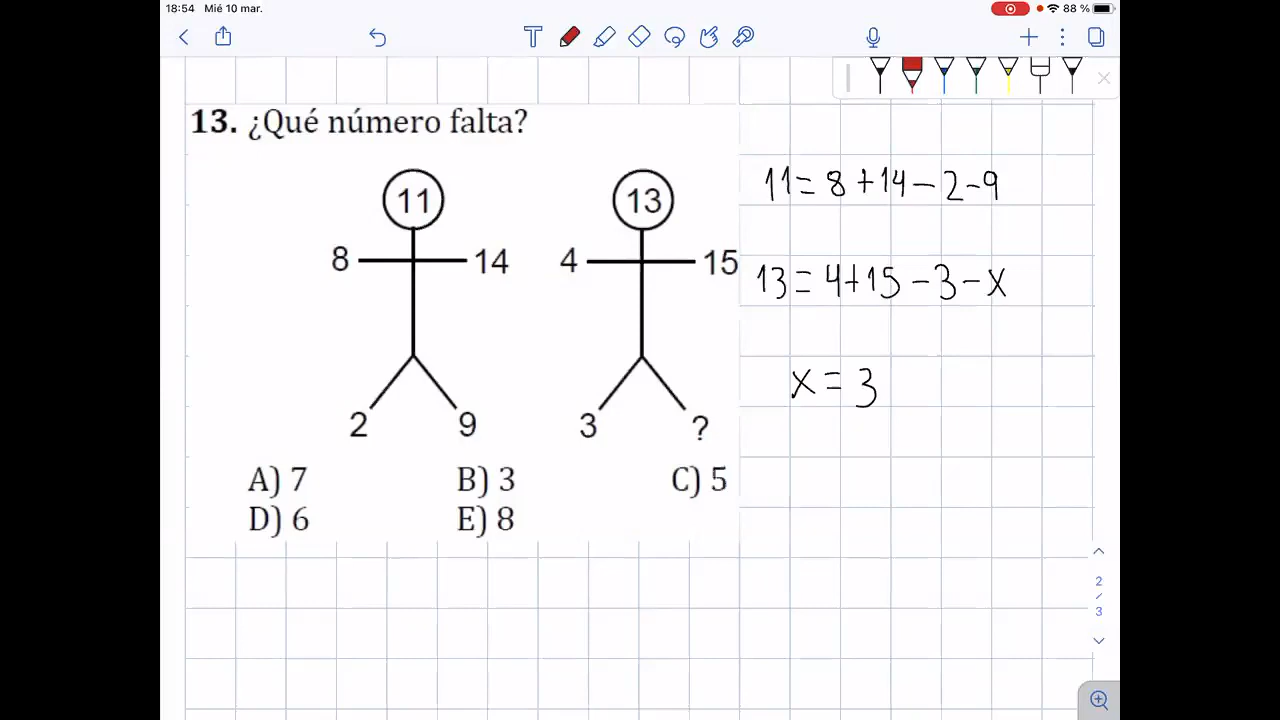 18:54 Mié 10 mar.
88 %
T
13. ¿Qué número falta?
11
8 14
2 9
13
4 15
3 ?
A) 7 B) 3 C) 5
D) 6 E) 8
11 = 8 + 14 - 2 - 9
13 = 4 + 15 - 3 - x
x = 3
2
/
3